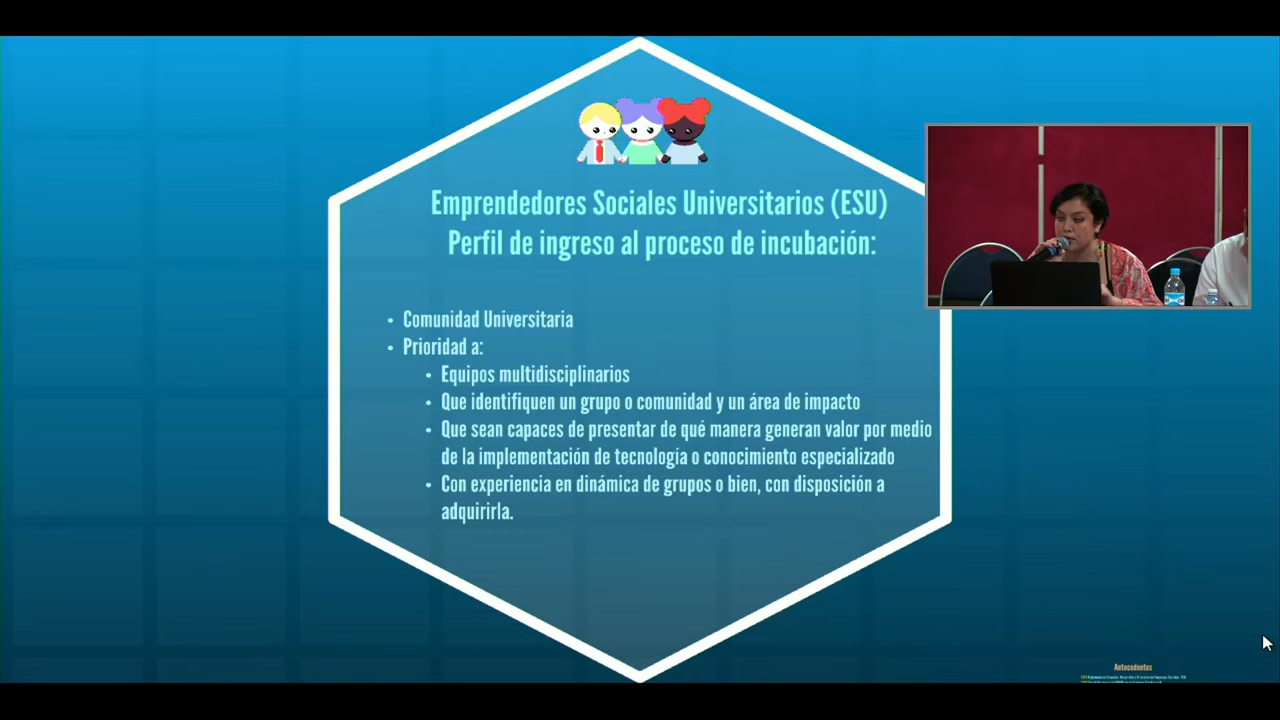 Emprendedores Sociales Universitarios (ESU)
Perfil de ingreso al proceso de incubación:
• Comunidad Universitaria
• Prioridad a:
• Equipos multidisciplinarios
• Que identifiquen un grupo o comunidad y un área de impacto
• Que sean capaces de presentar de qué manera generan valor por medio
de la implementación de tecnología o conocimiento especializado
• Con experiencia en dinámica de grupos o bien, con disposición a
adquirirla.
Antecedentes